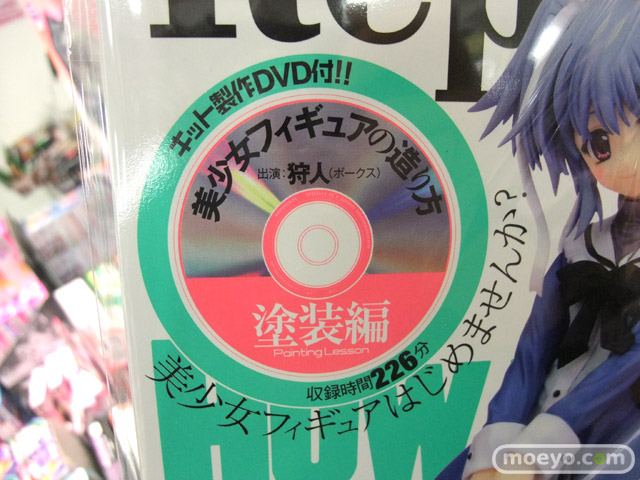 Rep
キット製作DVD付!!
美少女フィギュアの造り方
出演:狩人(ボークス)
塗装編
Painting Lesson
収録時間226分
美少女フィギュアはじめませんか?
HOW
moeyo.com